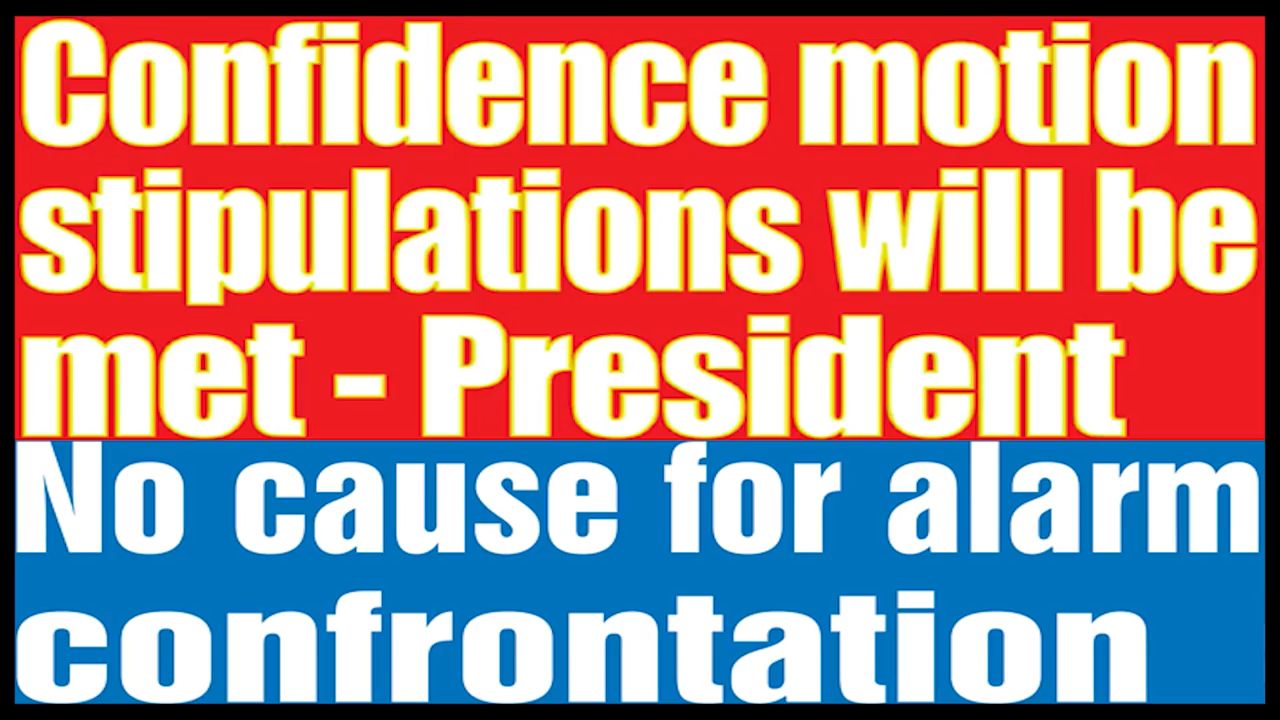 Confidence motion
stipulations will be
met - President
No cause for alarm
confrontation